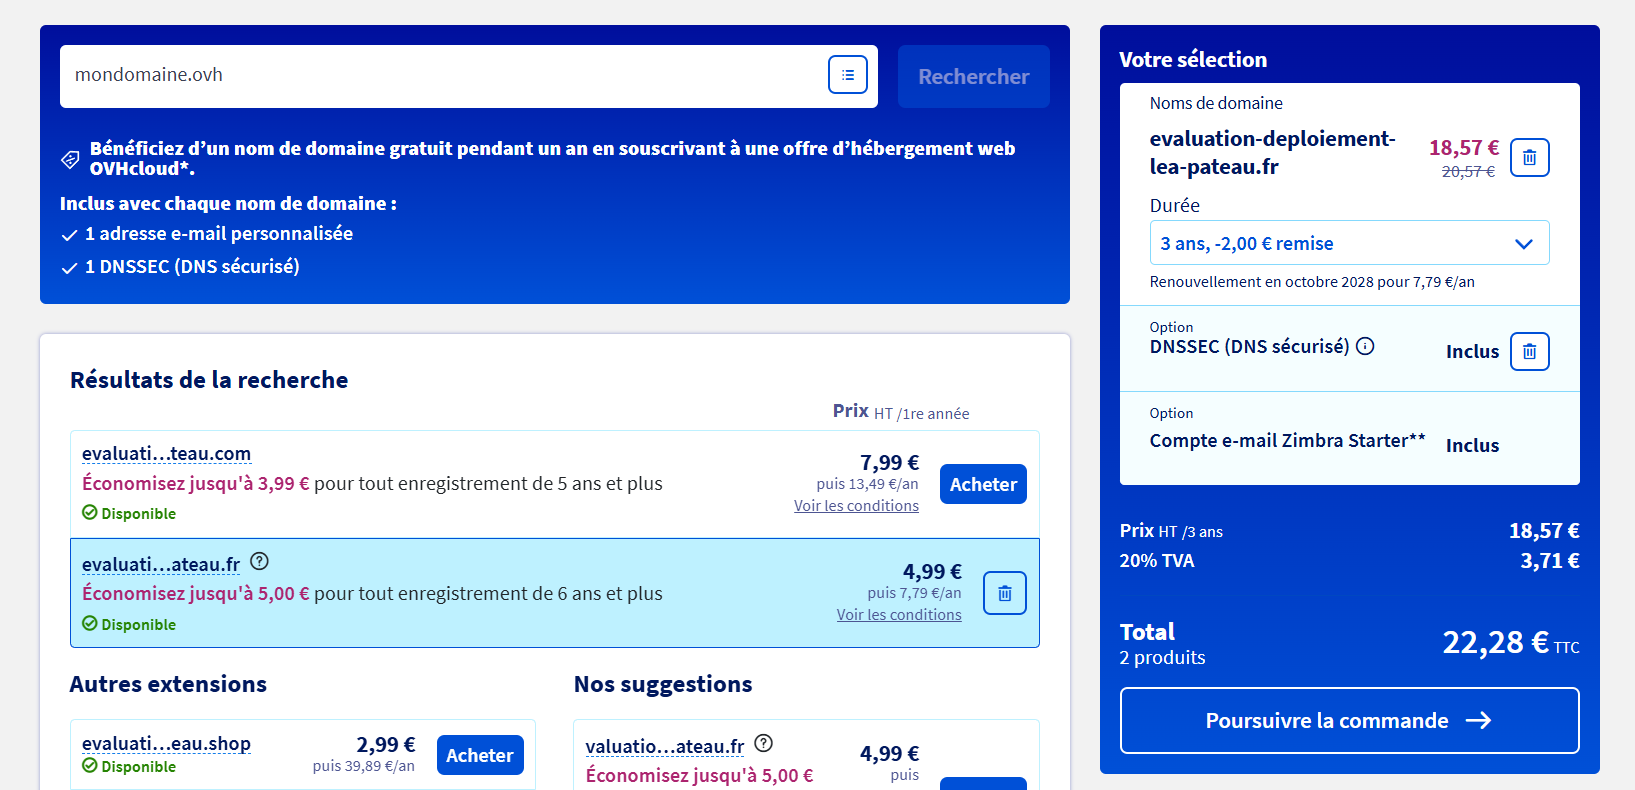 mondomaine.ovh
Rechercher
Bénéficiez d’un nom de domaine gratuit pendant un an en souscrivant à une offre d’hébergement web
OVHcloud*.
Inclus avec chaque nom de domaine :
1 adresse e-mail personnalisée
1 DNSSEC (DNS sécurisé)
Résultats de la recherche
Prix HT /1re année
evaluati...teau.com
Économisez jusqu'à 3,99 € pour tout enregistrement de 5 ans et plus
Disponible
7,99 €
puis 13,49 €/an
Voir les conditions
Acheter
evaluati...ateau.fr
Économisez jusqu'à 5,00 € pour tout enregistrement de 6 ans et plus
Disponible
4,99 €
puis 7,79 €/an
Voir les conditions
Autres extensions
evaluati...eau.shop
Disponible
2,99 €
puis 39,89 €/an
Acheter
Nos suggestions
valuatio...ateau.fr
Économisez jusqu'à 5,00 €
4,99 €
puis
Votre sélection
Noms de domaine
evaluation-deploiement-
lea-pateau.fr
18,57 €
20,57 €
Durée
3 ans, -2,00 € remise
Renouvellement en octobre 2028 pour 7,79 €/an
Option
DNSSEC (DNS sécurisé)
Inclus
Option
Compte e-mail Zimbra Starter**
Inclus
Prix HT /3 ans 18,57 €
20% TVA 3,71 €
Total
2 produits
22,28 € TTC
Poursuivre la commande